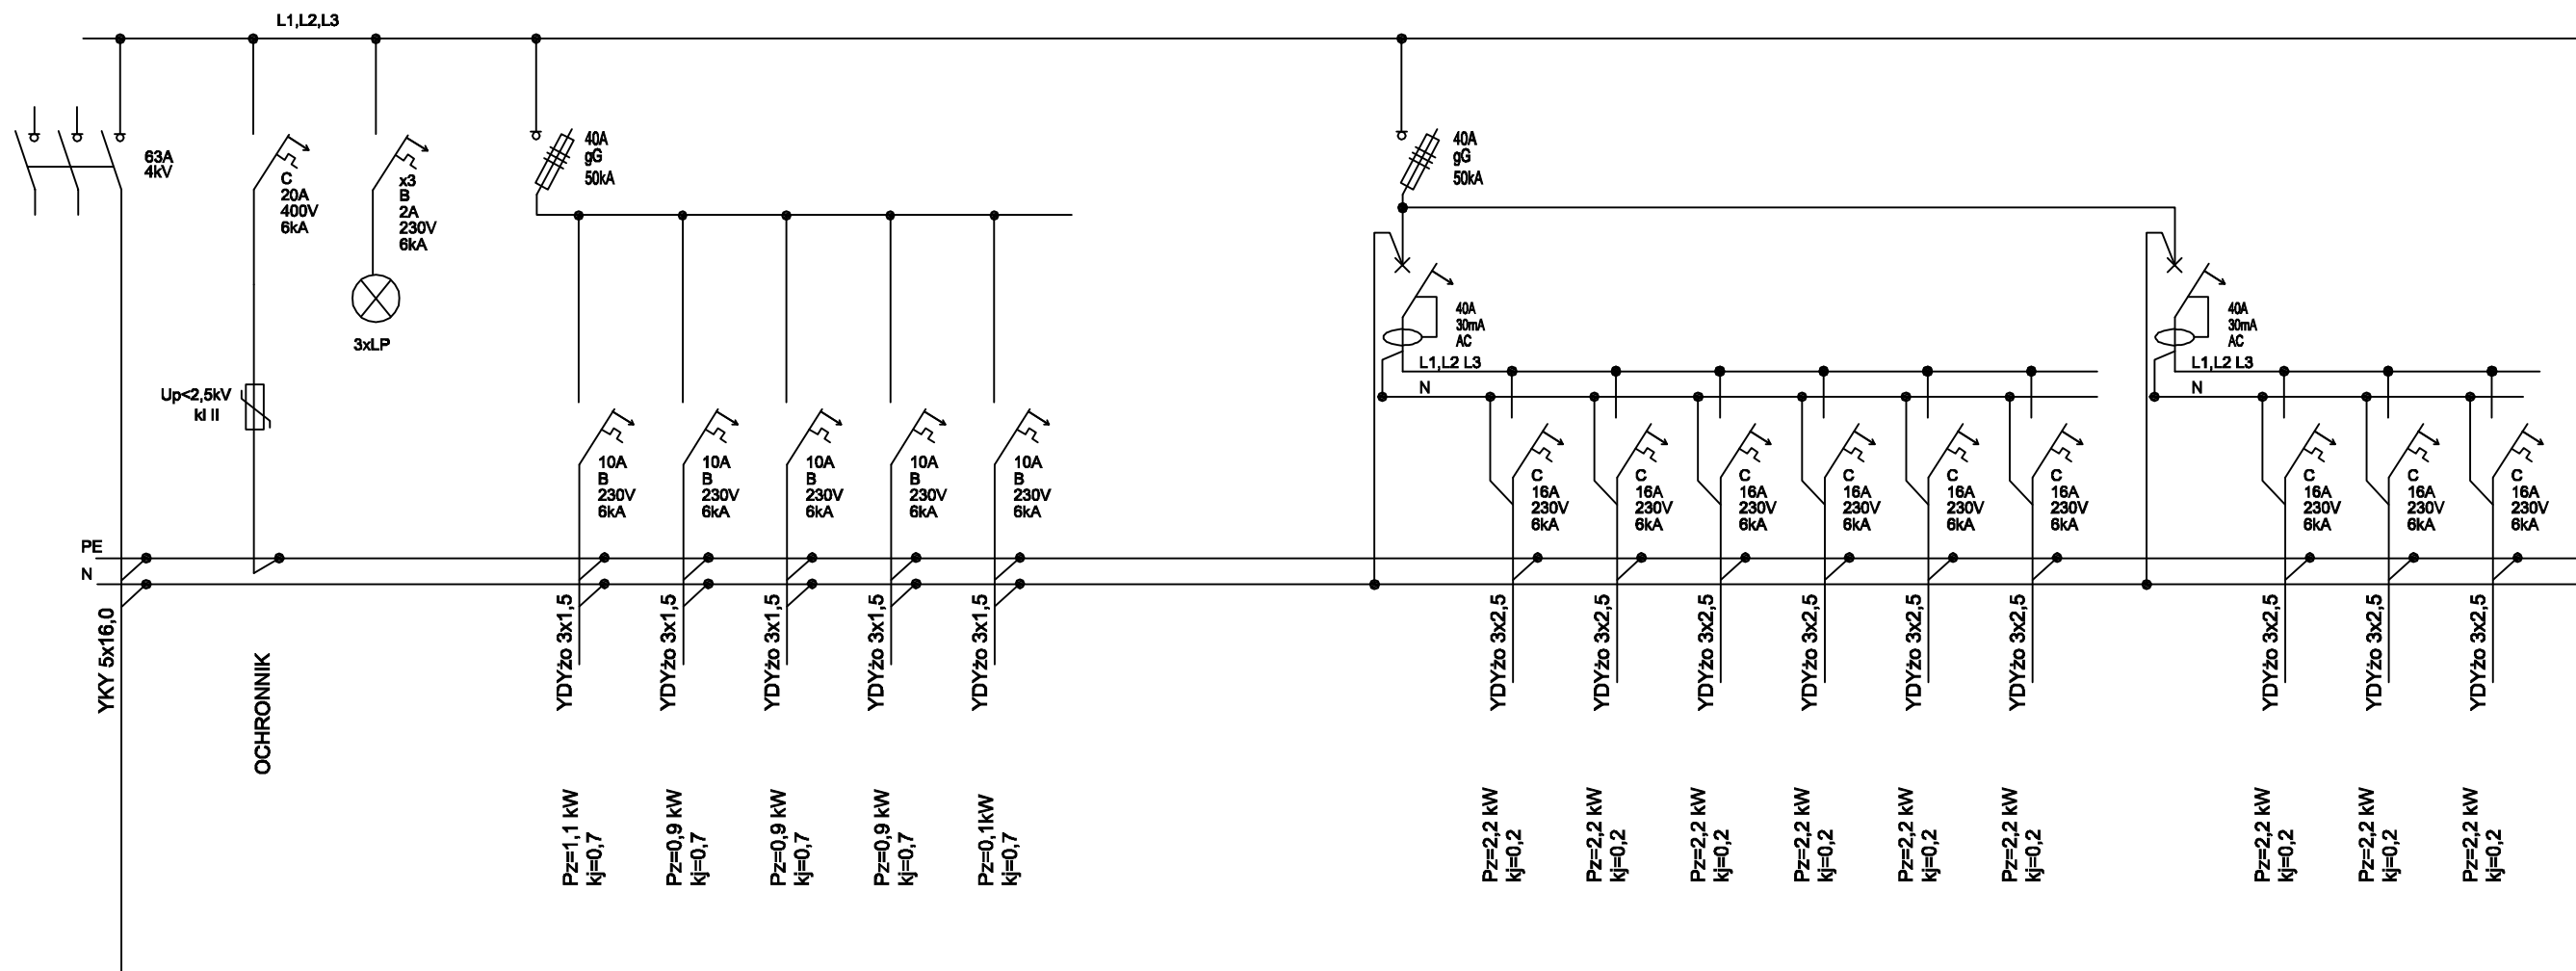 L1,L2,L3
63A
4kV
C
20A
400V
6kA
x3
B
2A
230V
6kA
3xLP
Up<2,5kV
kl II
40A
gG
50kA
40A
gG
50kA
40A
30mA
AC
L1,L2 L3
N
40A
30mA
AC
L1,L2 L3
N
10A
B
230V
6kA
10A
B
230V
6kA
10A
B
230V
6kA
10A
B
230V
6kA
10A
B
230V
6kA
C
16A
230V
6kA
C
16A
230V
6kA
C
16A
230V
6kA
C
16A
230V
6kA
C
16A
230V
6kA
C
16A
230V
6kA
C
16A
230V
6kA
C
16A
230V
6kA
C
16A
230V
6kA
PE
N
YKY 5x16,0
OCHRONNIK
YDYżo 3x1,5
YDYżo 3x1,5
YDYżo 3x1,5
YDYżo 3x1,5
YDYżo 3x1,5
YDYżo 3x2,5
YDYżo 3x2,5
YDYżo 3x2,5
YDYżo 3x2,5
YDYżo 3x2,5
YDYżo 3x2,5
YDYżo 3x2,5
YDYżo 3x2,5
YDYżo 3x2,5
Pz=1,1 kW
kj=0,7
Pz=0,9 kW
kj=0,7
Pz=0,9 kW
kj=0,7
Pz=0,9 kW
kj=0,7
Pz=0,1kW
kj=0,7
Pz=2,2 kW
kj=0,2
Pz=2,2 kW
kj=0,2
Pz=2,2 kW
kj=0,2
Pz=2,2 kW
kj=0,2
Pz=2,2 kW
kj=0,2
Pz=2,2 kW
kj=0,2
Pz=2,2 kW
kj=0,2
Pz=2,2 kW
kj=0,2
Pz=2,2 kW
kj=0,2